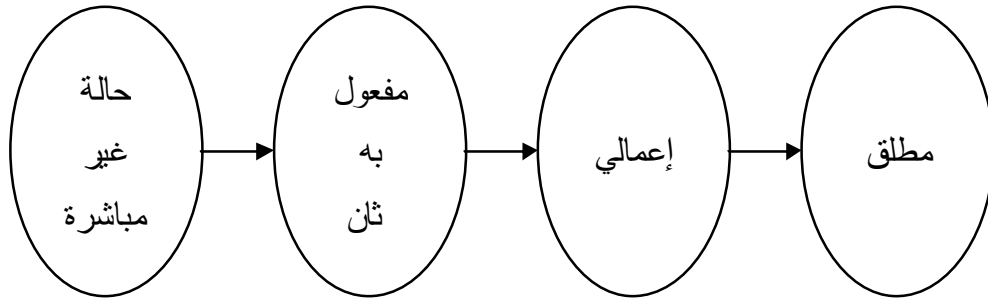 حالة
غير
مباشرة
مفعول
به
ثان
إعمالي
مطلق